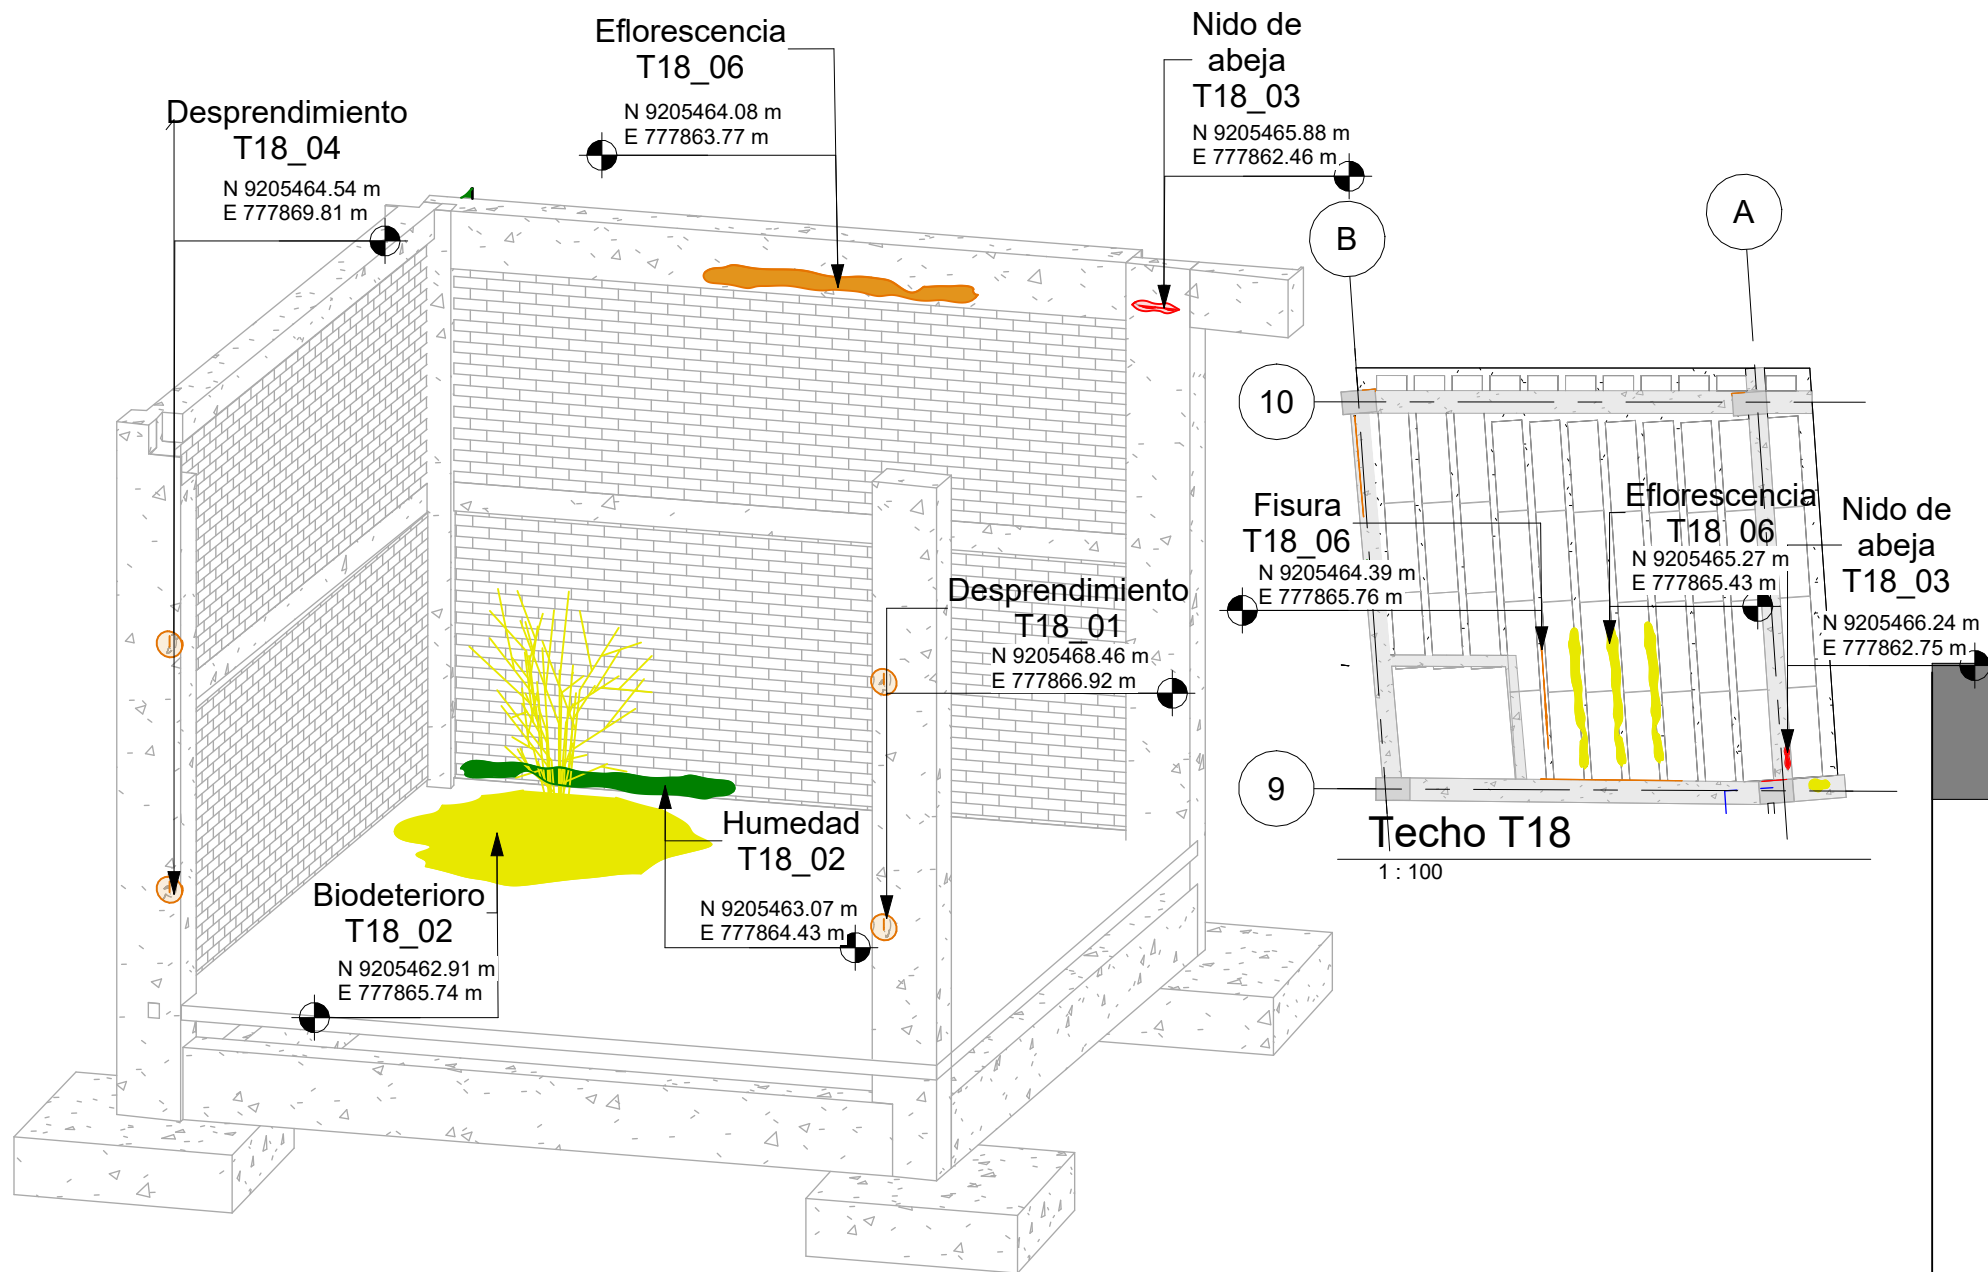 Eflorescencia
T18_06
N 9205464.08 m
E 777863.77 m
Nido de
abeja
T18_03
N 9205465.88 m
E 777862.46 m
Desprendimiento
T18_04
N 9205464.54 m
E 777869.81 m
B
A
10
9
Fisura
T18_06
N 9205464.39 m
E 777865.76 m
Eflorescencia
T18_06
N 9205465.27 m
E 777865.43 m
Nido de
abeja
T18_03
N 9205466.24 m
E 777862.75 m
Desprendimiento
T18_01
N 9205468.46 m
E 777866.92 m
Humedad
T18_02
N 9205463.07 m
E 777864.43 m
Biodeterioro
T18_02
N 9205462.91 m
E 777865.74 m
Techo T18
1 : 100